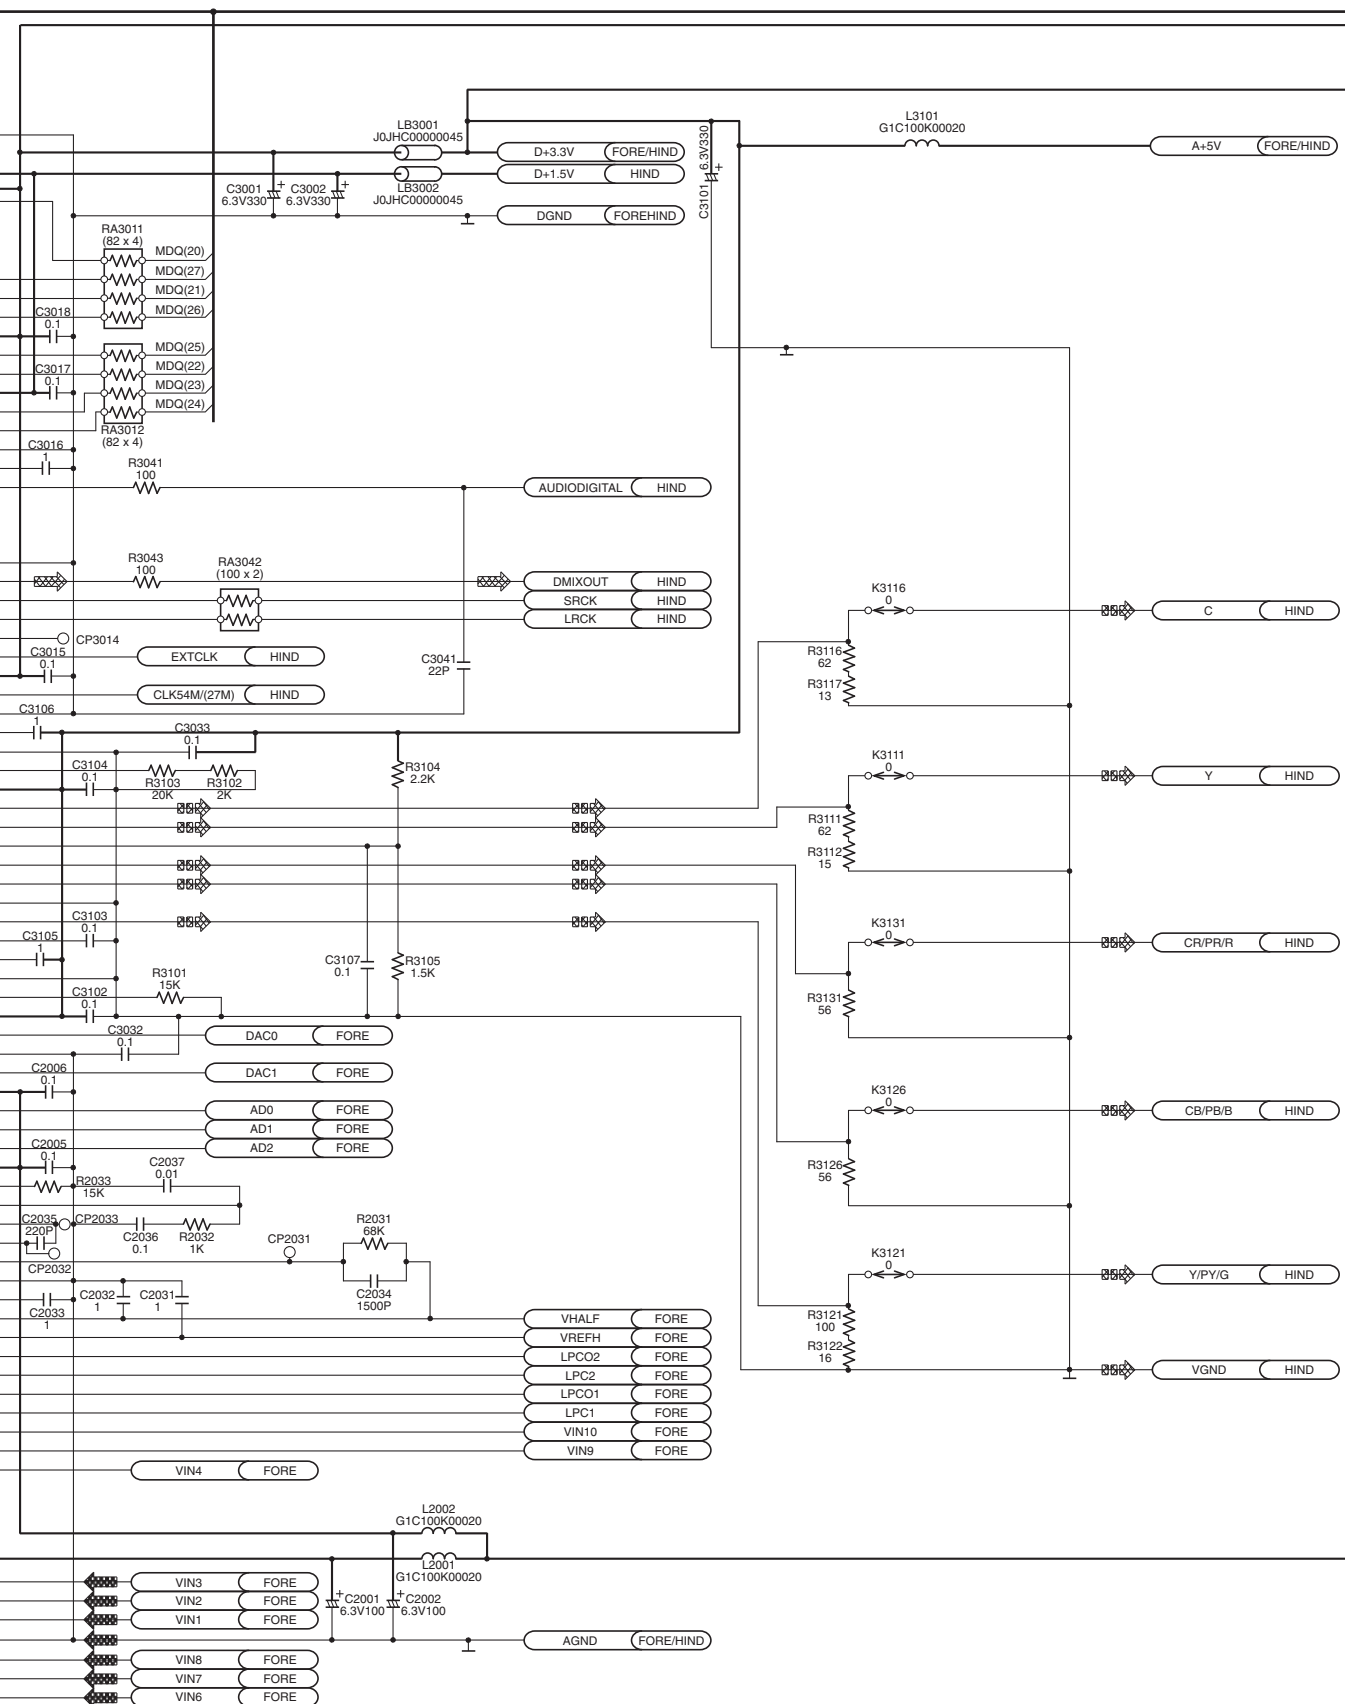 L3101
G1C100K00020
A+5V FORE/HIND
LB3001
J0JHC00000045
D+3.3V FORE/HIND
D+1.5V HIND
LB3002
J0JHC00000045
C3001
6.3V330
+
C3002
6.3V330
+
C3101 6.3V330
+
DGND FOREHIND
RA3011
(82 x 4)
MDQ(20)
MDQ(27)
MDQ(21)
MDQ(26)
C3018
0.1
MDQ(25)
MDQ(22)
MDQ(23)
MDQ(24)
C3017
0.1
RA3012
(82 x 4)
C3016
1
R3041
100
AUDIODIGITAL HIND
R3043
100
RA3042
(100 x 2)
DMIXOUT HIND
SRCK HIND
LRCK HIND
K3116
0
C HIND
CP3014
C3015
0.1
EXTCLK HIND
C3041
22P
R3116
62
R3117
13
CLK54M/(27M) HIND
C3106
1
C3033
0.1
C3104
0.1
R3103
20K
R3102
2K
R3104
2.2K
K3111
0
Y HIND
R3111
62
R3112
15
C3103
0.1
C3105
1
K3131
0
CR/PR/R HIND
C3107
0.1
R3105
1.5K
R3101
15K
C3102
0.1
R3131
56
C3032
0.1
DAC0 FORE
C2006
0.1
DAC1 FORE
K3126
0
CB/PB/B HIND
AD0 FORE
AD1 FORE
AD2 FORE
C2005
0.1
C2037
0.01
R2033
15K
R3126
56
C2035
220P
CP2033
C2036
0.1
R2032
1K
CP2032
CP2031
R2031
68K
C2034
1500P
K3121
0
Y/PY/G HIND
C2032
1
C2031
1
C2033
1
R3121
100
R3122
16
VHALF FORE
VREFH FORE
LPCO2 FORE
LPC2 FORE
LPCO1 FORE
LPC1 FORE
VIN10 FORE
VIN9 FORE
VGND HIND
VIN4 FORE
L2002
G1C100K00020
L2001
G1C100K00020
VIN3 FORE
VIN2 FORE
VIN1 FORE
+
C2001
6.3V100
+
C2002
6.3V100
AGND FORE/HIND
VIN8 FORE
VIN7 FORE
VIN6 FORE